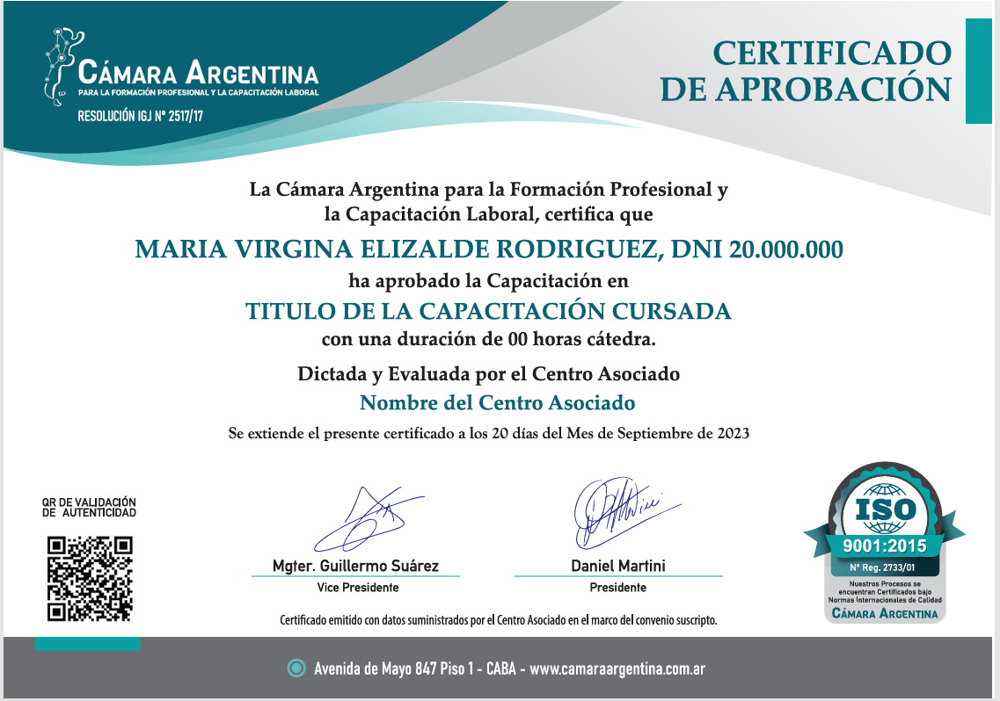 CÁMARA ARGENTINA
PARA LA FORMACIÓN PROFESIONAL Y LA CAPACITACIÓN LABORAL
RESOLUCIÓN IGJ Nº 2517/17
CERTIFICADO
DE APROBACIÓN
La Cámara Argentina para la Formación Profesional y
la Capacitación Laboral, certifica que
MARIA VIRGINA ELIZALDE RODRIGUEZ, DNI 20.000.000
ha aprobado la Capacitación en
TITULO DE LA CAPACITACIÓN CURSADA
con una duración de 00 horas cátedra.
Dictada y Evaluada por el Centro Asociado
Nombre del Centro Asociado
Se extiende el presente certificado a los 20 días del Mes de Septiembre de 2023
QR DE VALIDACIÓN
DE AUTENTICIDAD
Mgter. Guillermo Suárez
Vice Presidente
Daniel Martini
Presidente
ISO
9001:2015
Nº Reg. 2733/01
Nuestros Procesos se
encuentran Certificados bajo
Normas Internacionales de Calidad
CÁMARA ARGENTINA
Certificado emitido con datos suministrados por el Centro Asociado en el marco del convenio suscripto.
Avenida de Mayo 847 Piso 1 - CABA - www.camaraargentina.com.ar